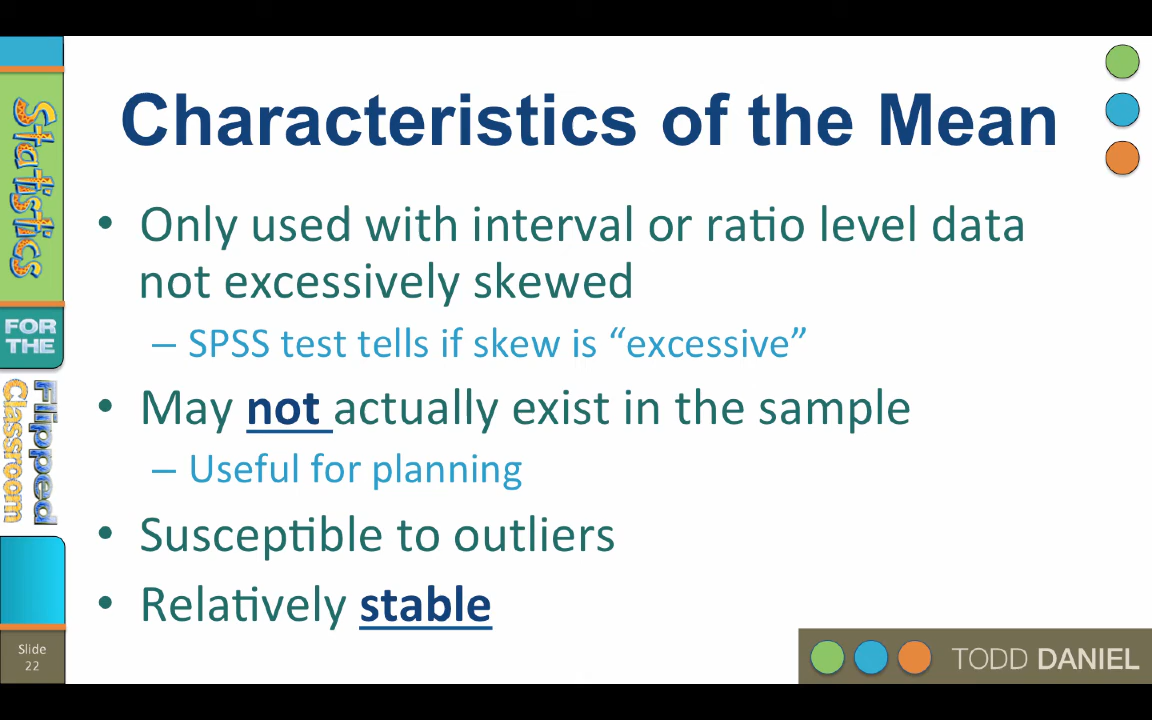 Characteristics of the Mean
• Only used with interval or ratio level data
not excessively skewed
– SPSS test tells if skew is “excessive”
• May not actually exist in the sample
– Useful for planning
• Susceptible to outliers
• Relatively stable
Statistics
FOR THE
Flipped
Classroom
Slide
22
TODD DANIEL